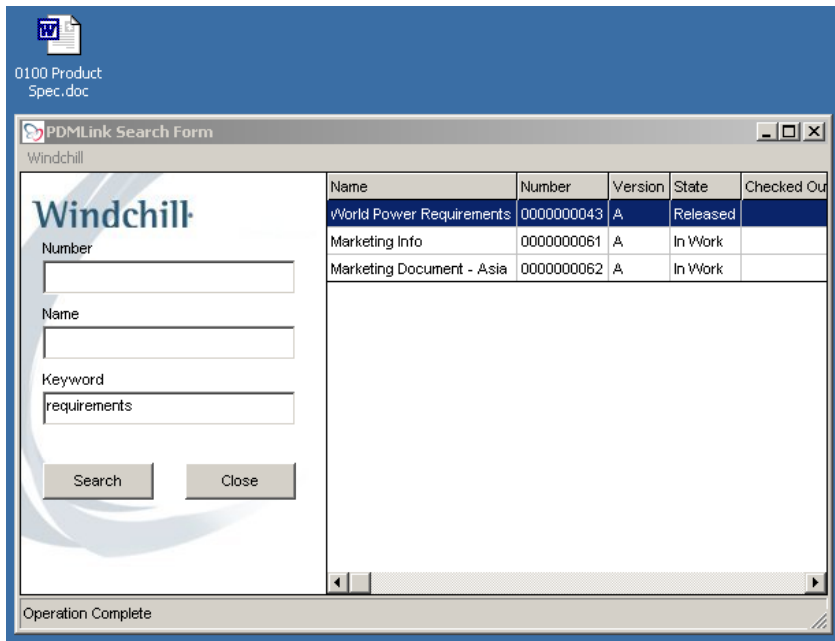 0100 Product
Spec.doc
PDMLink Search Form
Windchill
Windchill
Number
Name
Keyword
requirements
Search Close
Name Number Version State Checked Ou
World Power Requirements 0000000043 A Released
Marketing Info 0000000061 A In Work
Marketing Document - Asia 0000000062 A In Work
Operation Complete